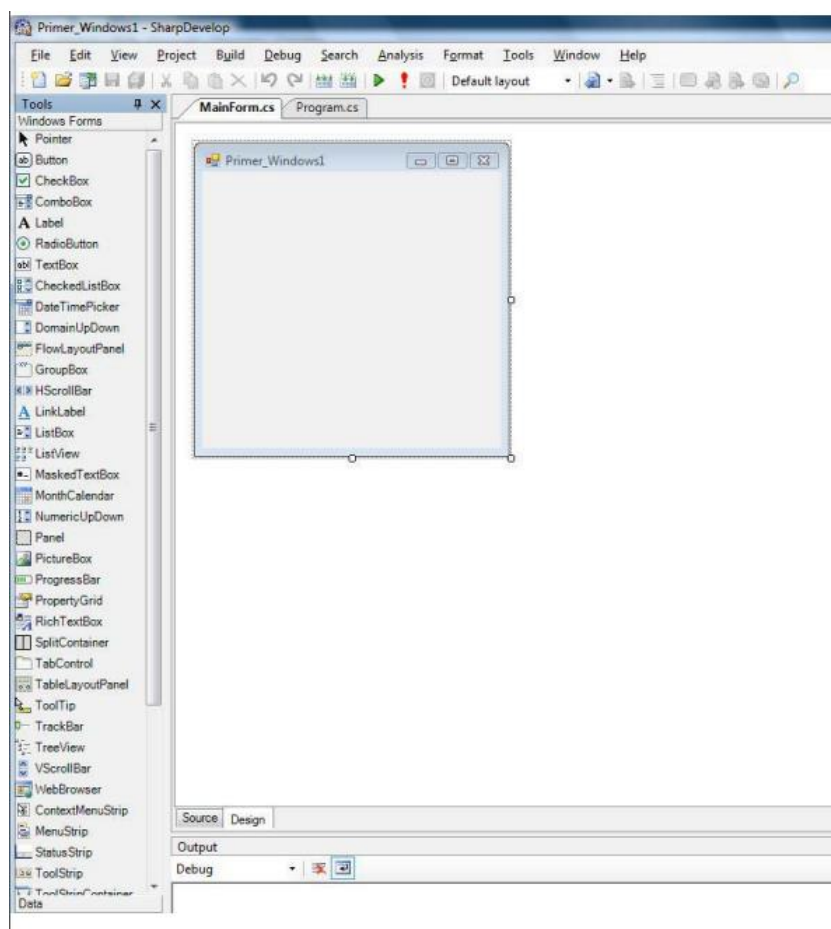 Primer_Windows1 - SharpDevelop
File Edit View Project Build Debug Search Analysis Format Tools Window Help
Default layout
Tools
MainForm.cs Program.cs
Windows Forms
Pointer
Button
CheckBox
ComboBox
Label
RadioButton
TextBox
CheckedListBox
DateTimePicker
DomainUpDown
FlowLayoutPanel
GroupBox
HScrollBar
LinkLabel
ListBox
ListView
MaskedTextBox
MonthCalendar
NumericUpDown
Panel
PictureBox
ProgressBar
PropertyGrid
RichTextBox
SplitContainer
TabControl
TableLayoutPanel
ToolTip
TrackBar
TreeView
VScrollBar
WebBrowser
ContextMenuStrip
MenuStrip
StatusStrip
ToolStrip
ToolStripContainer
Data
Primer_Windows1
Source Design
Output
Debug